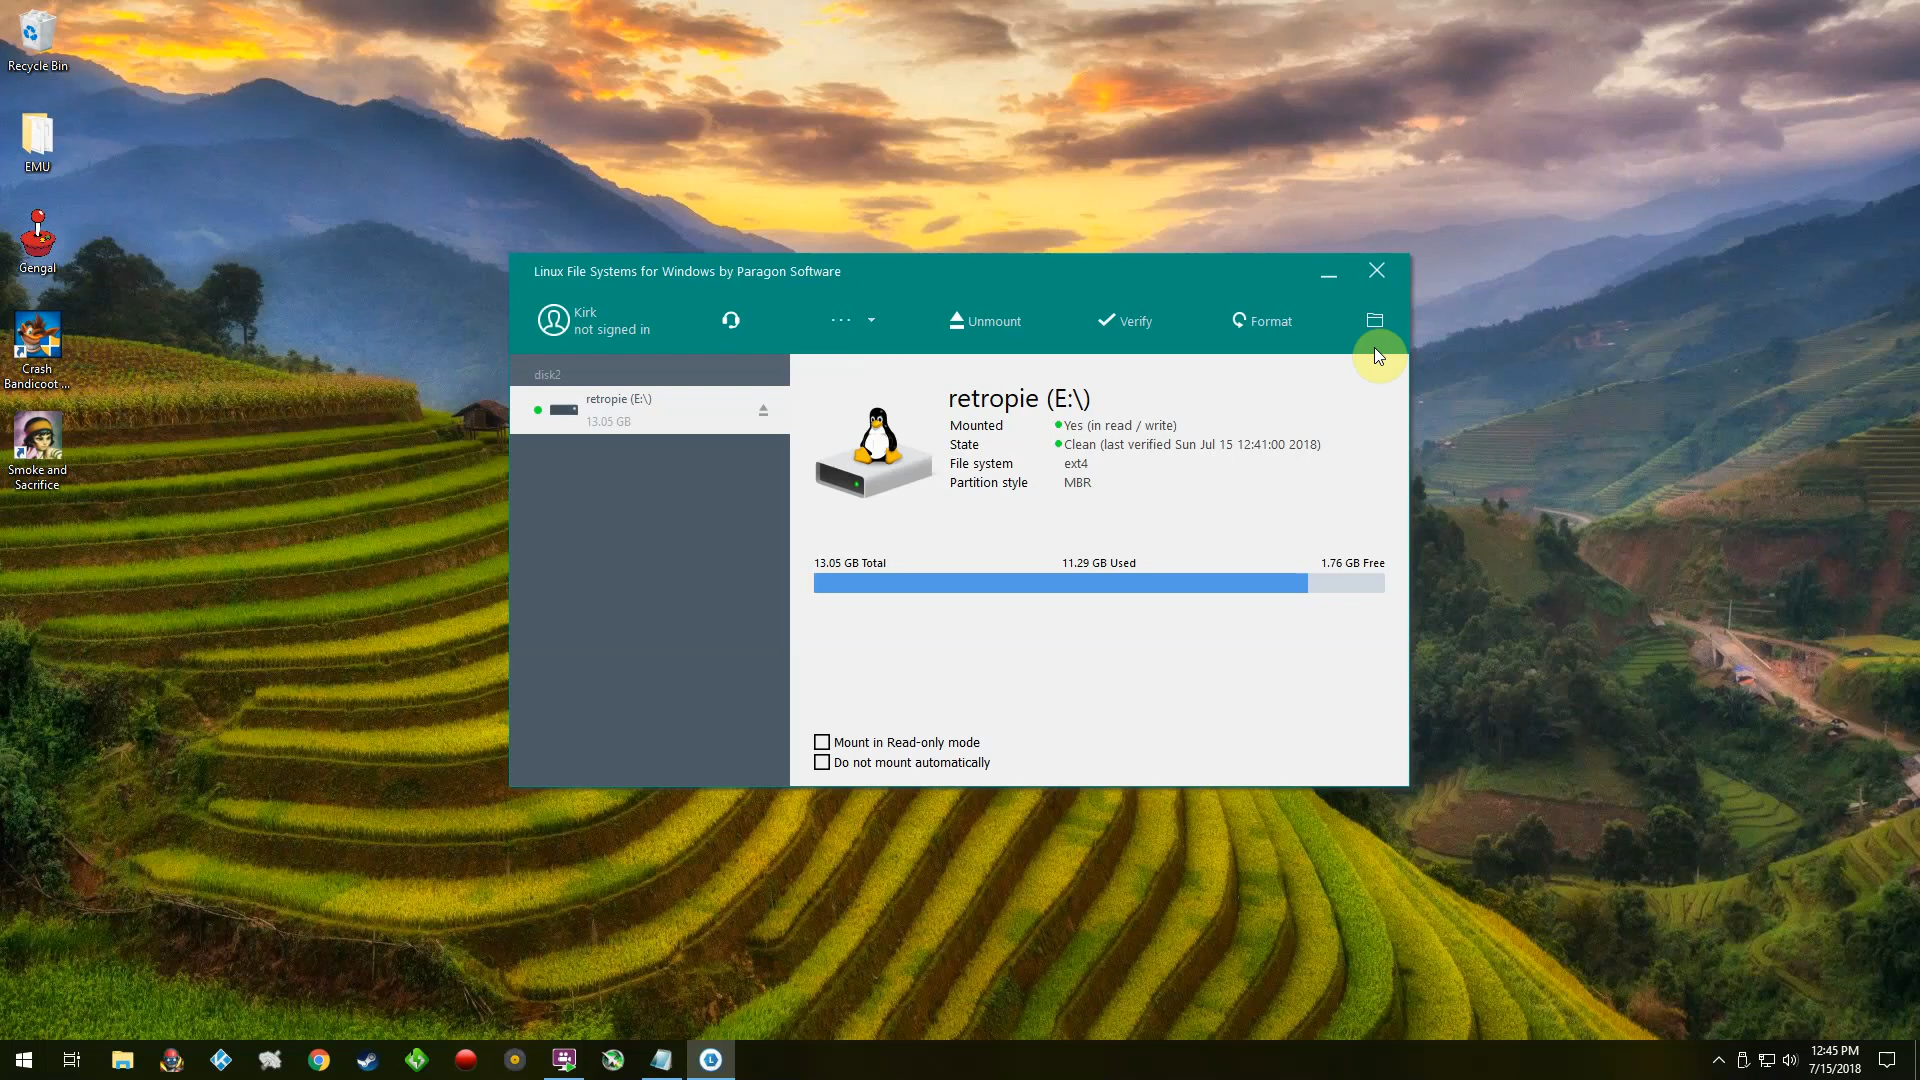 Recycle Bin
EMU
Gengal
Crash
Bandicoot ...
Smoke and
Sacrifice
Linux File Systems for Windows by Paragon Software
Kirk
not signed in
...
Unmount
Verify
Format
disk2
retropie (E:\)
13.05 GB
retropie (E:\)
Mounted Yes (in read / write)
State Clean (last verified Sun Jul 15 12:41:00 2018)
File system ext4
Partition style MBR
13.05 GB Total 11.29 GB Used 1.76 GB Free
Mount in Read-only mode
Do not mount automatically
L
12:45 PM
7/15/2018